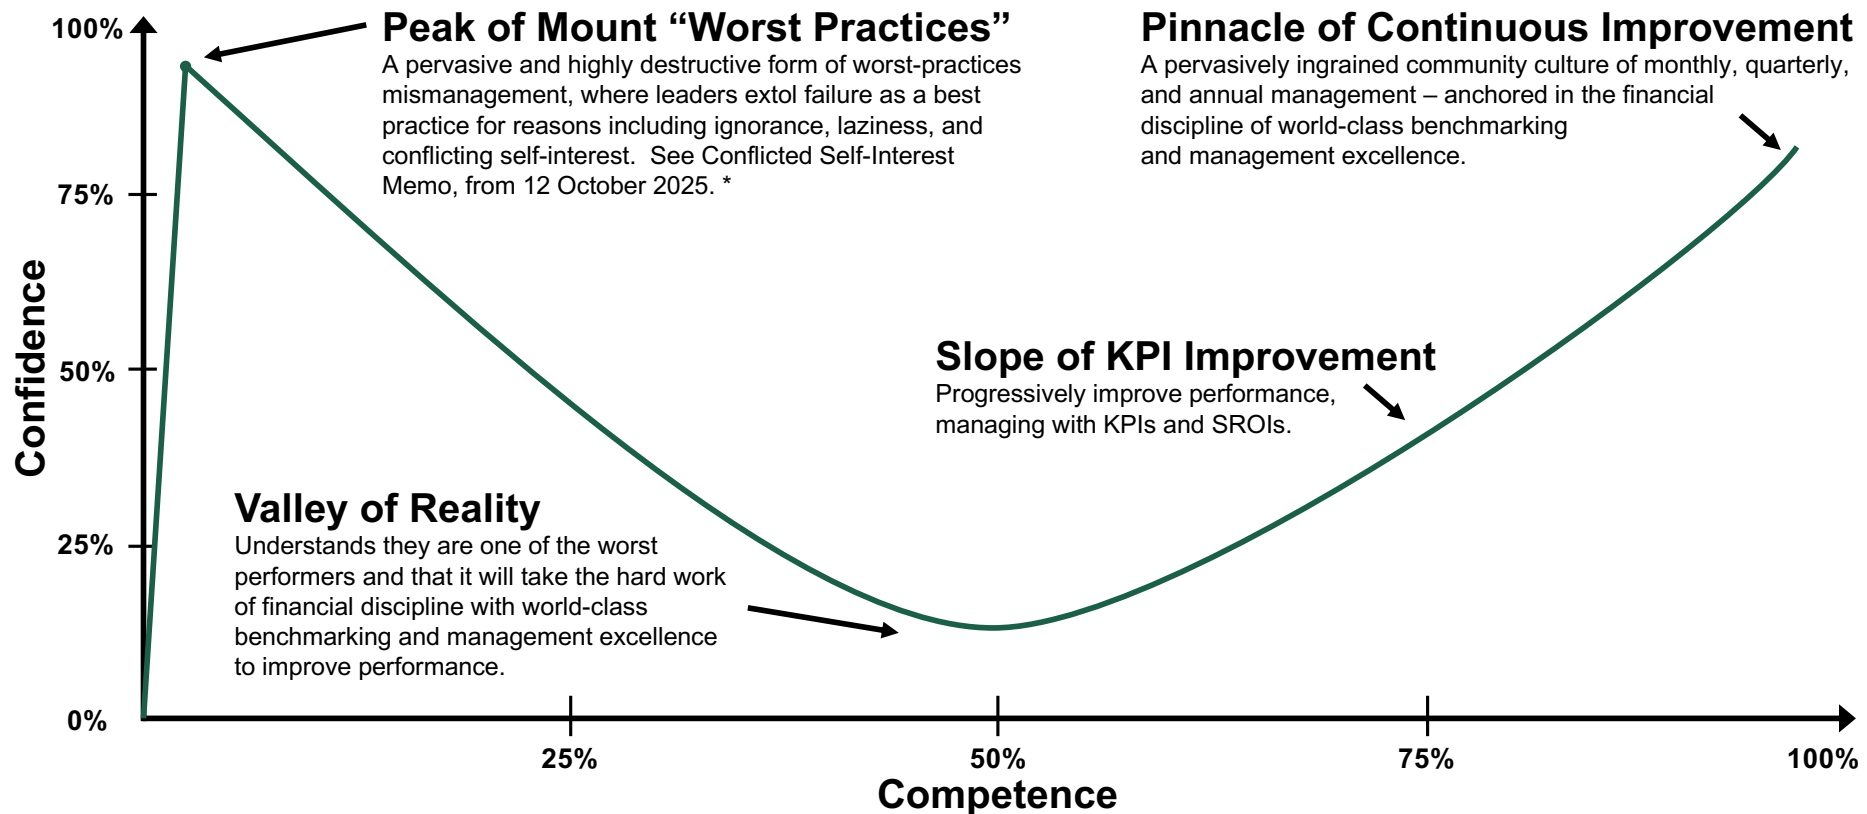 100%
75%
50%
25%
0%
Confidence
Peak of Mount “Worst Practices”
A pervasive and highly destructive form of worst-practices
mismanagement, where leaders extol failure as a best
practice for reasons including ignorance, laziness, and
conflicting self-interest.  See Conflicted Self-Interest
Memo, from 12 October 2025. *
Pinnacle of Continuous Improvement
A pervasively ingrained community culture of monthly, quarterly,
and annual management – anchored in the financial
discipline of world-class benchmarking
and management excellence.
Slope of KPI Improvement
Progressively improve performance,
managing with KPIs and SROIs.
Valley of Reality
Understands they are one of the worst
performers and that it will take the hard work
of financial discipline with world-class
benchmarking and management excellence
to improve performance.
25%
50%
75%
100%
Competence